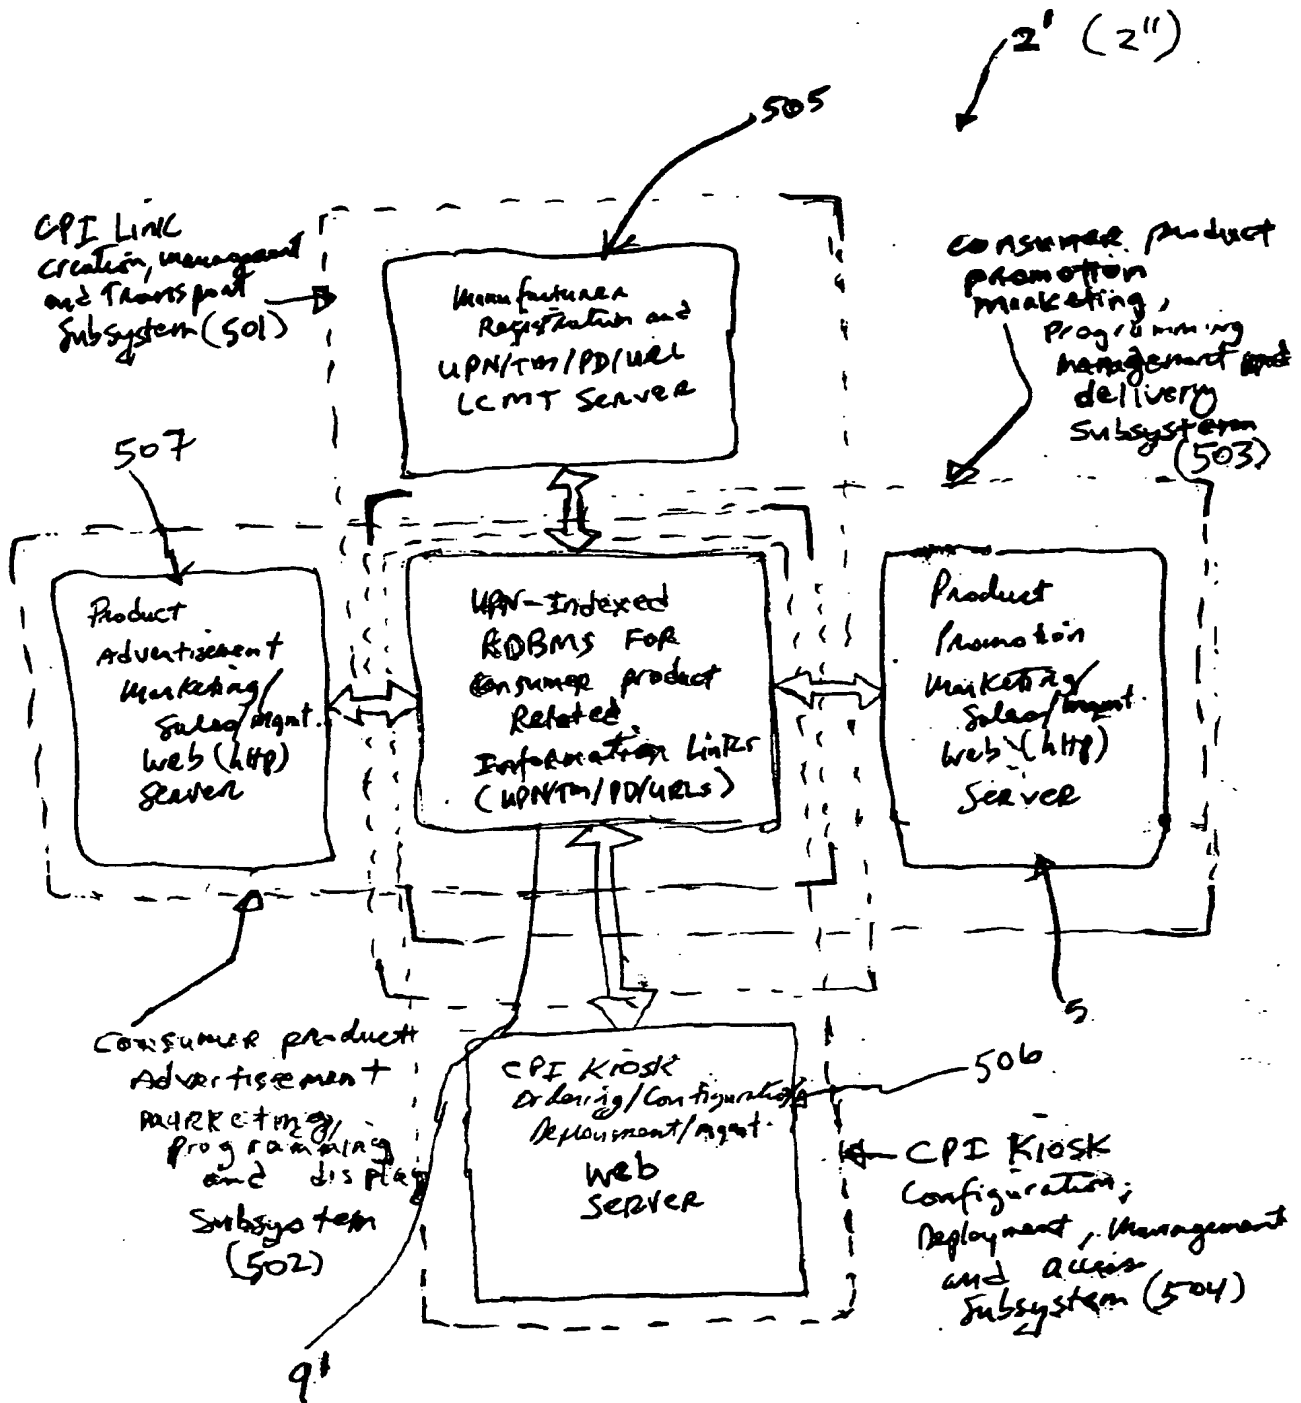 2' (2")
505
CPI Link
Creation, management
and Transport
Subsystem (501)
Manufacturer
Registration and
UPN/TM/PD/URL
LCMT Server
Consumer product
promotion
marketing,
Programming
management and
delivery
Subsystem
(503)
507
Product
Advertisement
Marketing/
Sales/mgmt.
Web (http)
Server
UPN-Indexed
RDBMS FOR
Consumer product
Related
Information Links
(UPN/TM/PD/URLs)
Product
Promotion
Marketing/
Sales/mgmt.
Web (http)
Server
5
Consumer product
Advertisement
marketing,
programming
and display
Subsystem
(502)
CPI Kiosk
Ordering/Configuration/
Deployment/mgmt.
Web
Server
506
CPI Kiosk
Configuration,
Deployment, Management
and access
Subsystem (504)
9'